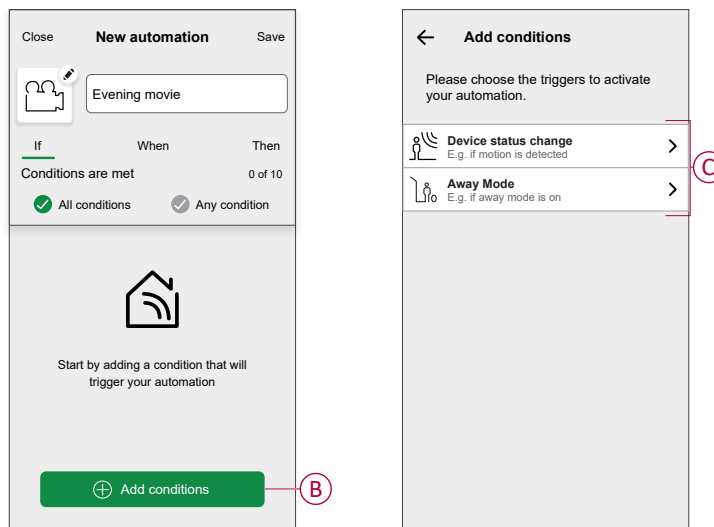 Close New automation Save
Evening movie
If When Then
Conditions are met 0 of 10
All conditions Any condition
Start by adding a condition that will
trigger your automation
Add conditions
B
Add conditions
Please choose the triggers to activate
your automation.
Device status change
E.g. if motion is detected
Away Mode
E.g. if away mode is on
C